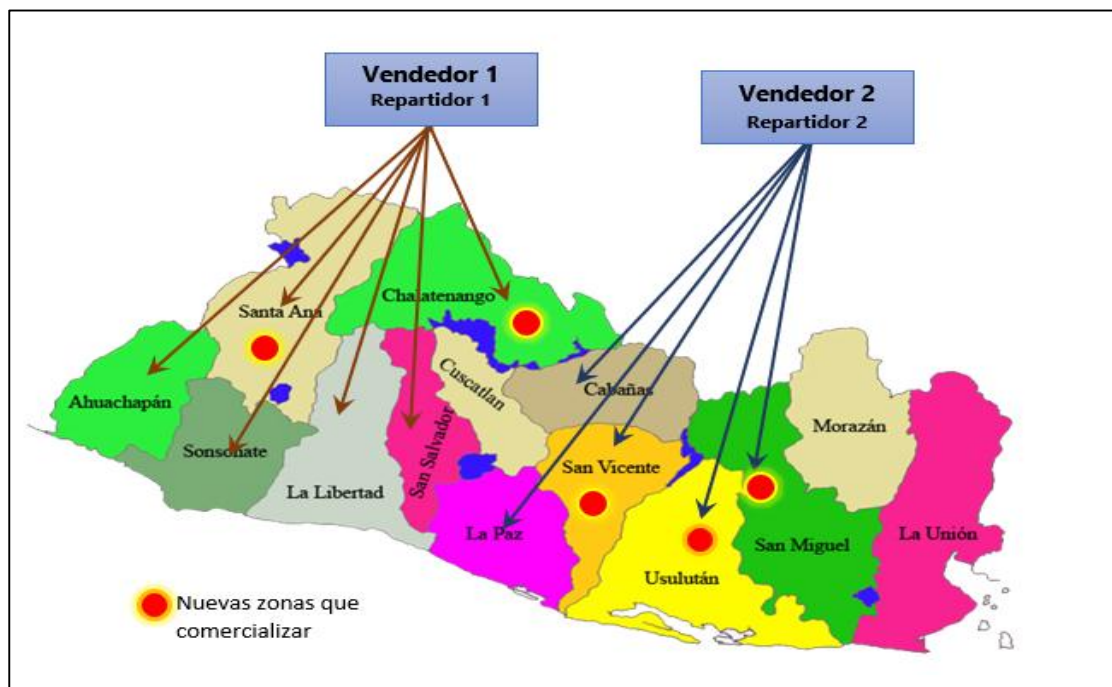 Vendedor 1
Repartidor 1
Vendedor 2
Repartidor 2
Chalatenango
Santa Ana
Cuscatlan
Cabañas
Ahuachapán
Morazán
San Salvador
Sonsonate
San Vicente
La Libertad
La Paz
San Miguel
La Unión
Usulután
Nuevas zonas que
comercializar